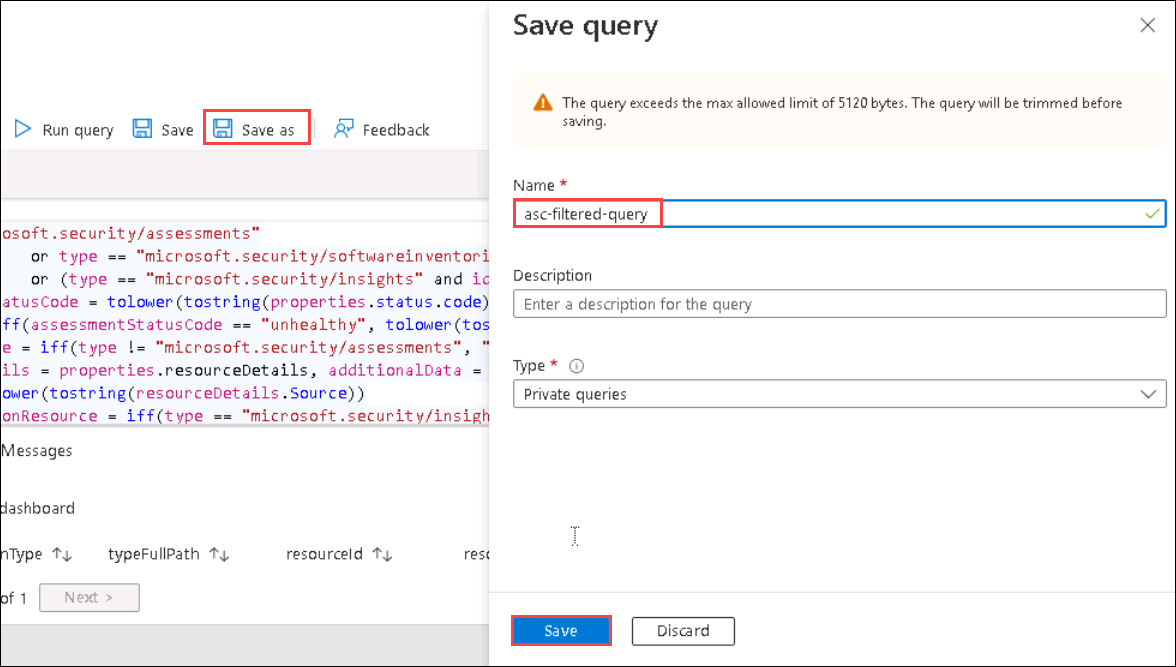 Save query
The query exceeds the max allowed limit of 5120 bytes. The query will be trimmed before
saving.
Run query Save Save as Feedback
Name *
asc-filtered-query
osoft.security/assessments"
or type == "microsoft.security/softwareinventori
or (type == "microsoft.security/insights" and id
atusCode = tolower(tostring(properties.status.code)
ff(assessmentStatusCode == "unhealthy", tolower(tos
e = iff(type != "microsoft.security/assessments", "
ils = properties.resourceDetails, additionalData =
ower(tostring(resourceDetails.Source))
onResource = iff(type == "microsoft.security/insigh
Description
Enter a description for the query
Type *
Private queries
Messages
dashboard
nType typeFullPath resourceId reso
of 1 Next >
Save Discard